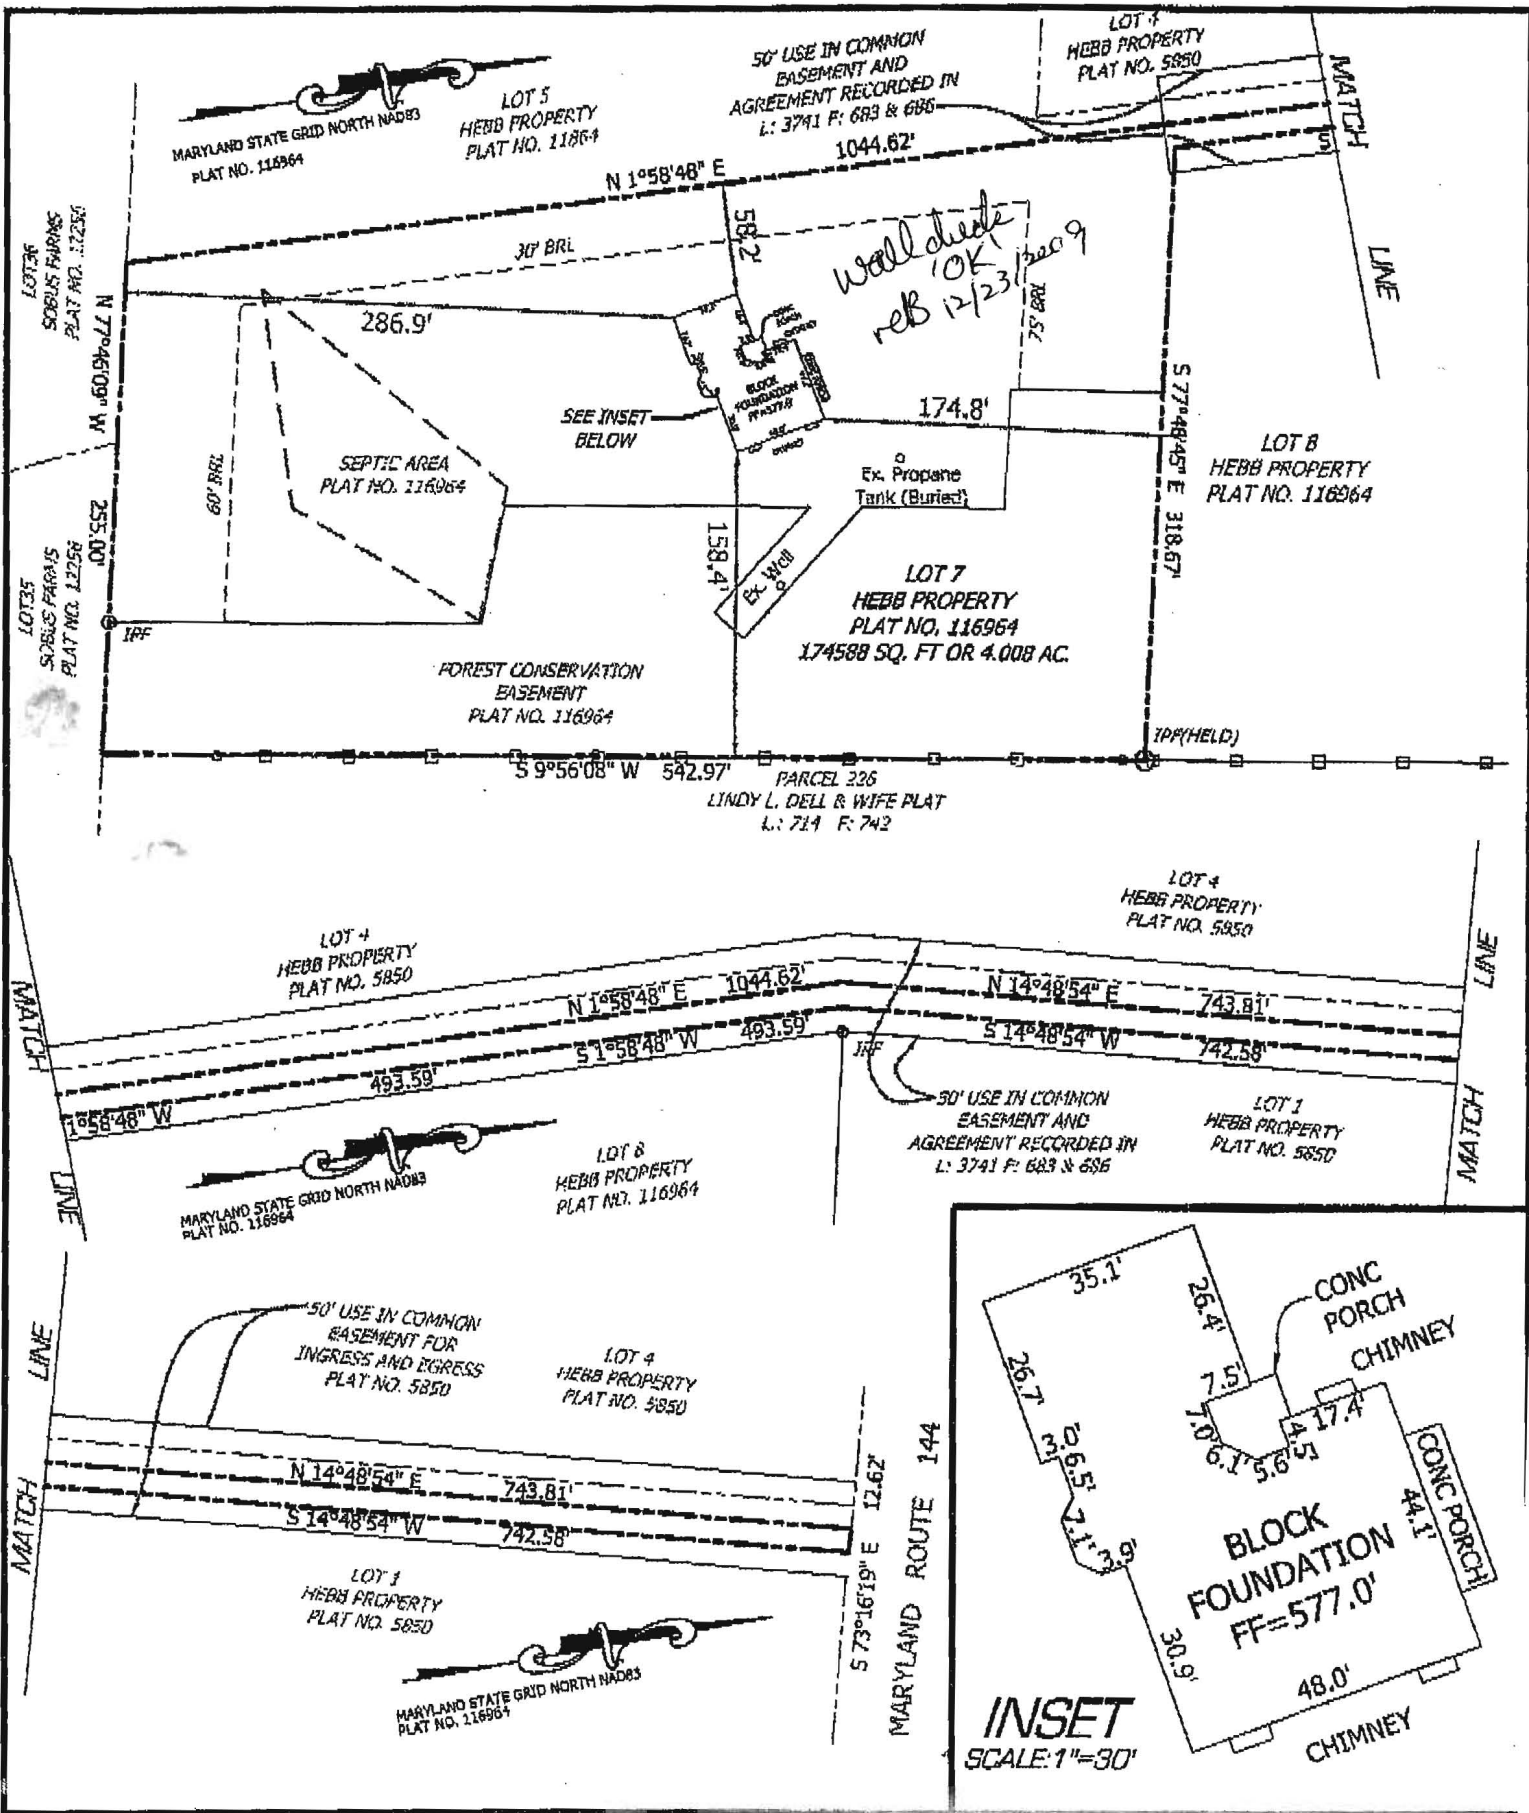 MARYLAND STATE GRID NORTH NAD83
PLAT NO. 116964
LOT 5
HEBB PROPERTY
PLAT NO. 11864
50' USE IN COMMON
EASEMENT AND
AGREEMENT RECORDED IN
L: 3741 F: 683 & 686
HEBB PROPERTY
PLAT NO. 5850
MATCH
LINE
N 1°58'48" E
1044.62'
S
58.2'
30' BRL
wall check
'OK'
12/23/2009
75' BRL
LOT36
SOBUS FARMS
PLAT NO. 12258
N 77°46'09" W
255.00'
286.9'
SEE INSET
BELOW
BLOCK
FOUNDATION
FF=577.0
174.8'
S 77°48'45" E 318.67'
LOT 8
HEBB PROPERTY
PLAT NO. 116964
60' BRL
SEPTIC AREA
PLAT NO. 116964
Ex. Propane
Tank (Buried)
158.4'
Ex. Well
LOT35
SOBUS FARMS
PLAT NO. 12258
IPF
LOT 7
HEBB PROPERTY
PLAT NO. 116964
174588 SQ. FT OR 4.008 AC.
FOREST CONSERVATION
EASEMENT
PLAT NO. 116964
IPF(HELD)
S 9°56'08" W 542.97'
PARCEL 226
LINDY L. DELL & WIFE PLAT
L.: 714 F: 742
LOT 4
HEBB PROPERTY
PLAT NO. 5850
LOT 4
HEBB PROPERTY
PLAT NO. 5850
LINE
MATCH
MATCH
LINE
N 1°58'48" E
1044.62'
N 14°48'54" E
743.81'
S 1°58'48" W
493.59'
S 14°48'54" W
742.58'
493.59'
1°58'48" W
IRF
50' USE IN COMMON
EASEMENT AND
AGREEMENT RECORDED IN
L: 3741 F: 683 & 686
LOT 1
HEBB PROPERTY
PLAT NO. 5850
MARYLAND STATE GRID NORTH NAD83
PLAT NO. 116964
LOT 8
HEBB PROPERTY
PLAT NO. 116964
LINE
MATCH
50' USE IN COMMON
EASEMENT FOR
INGRESS AND EGRESS
PLAT NO. 5850
LOT 4
HEBB PROPERTY
PLAT NO. 5850
N 14°48'54" E
743.81'
S 14°48'54" W
742.58'
S 73°16'19" E 12.62'
MARYLAND ROUTE 144
LOT 1
HEBB PROPERTY
PLAT NO. 5850
MARYLAND STATE GRID NORTH NAD83
PLAT NO. 116964
35.1'
26.4'
CONC
PORCH
CHIMNEY
26.7'
7.5'
7.0'
6.1'
5.6'
4.5'
17.4'
3.0'
6.5'
7.1'
3.9'
CONC PORCH
44.1'
BLOCK
FOUNDATION
FF=577.0'
30.9'
48.0'
CHIMNEY
INSET
SCALE:1"=30'